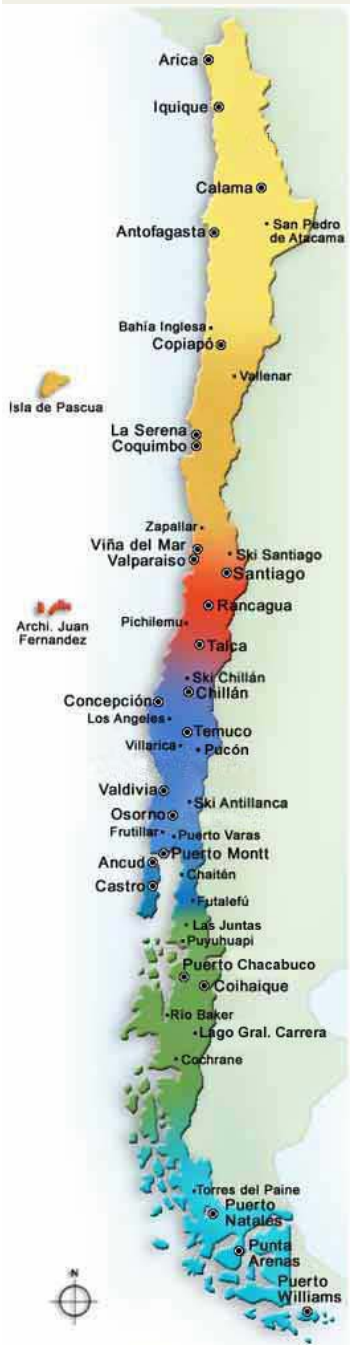 Arica
Iquique
Calama
San Pedro
de Atacama
Antofagasta
Bahía Inglesa
Copiapó
Vallenar
Isla de Pascua
La Serena
Coquimbo
Zapallar
Viña del Mar
Ski Santiago
Valparaiso
Santiago
Rancagua
Archi. Juan
Fernandez
Pichilemu
Talca
Ski Chillán
Chillán
Concepción
Los Angeles
Temuco
Villarica
Pucón
Valdivia
Ski Antillanca
Osorno
Frutillar
Puerto Varas
Puerto Montt
Ancud
Chaitén
Castro
Futalefú
Las Juntas
Puyuhuapi
Puerto Chacabuco
Coihaique
Río Baker
Lago Gral. Carrera
Cochrane
Torres del Paine
Puerto
Natales
Punta
Arenas
Puerto
Williams
N